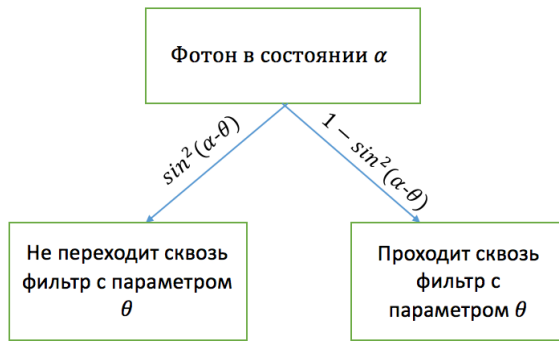 Фотон в состоянии α
sin²(α-θ)
1 − sin²(α-θ)
Не переходит сквозь
фильтр с параметром
θ
Проходит сквозь
фильтр с
параметром θ